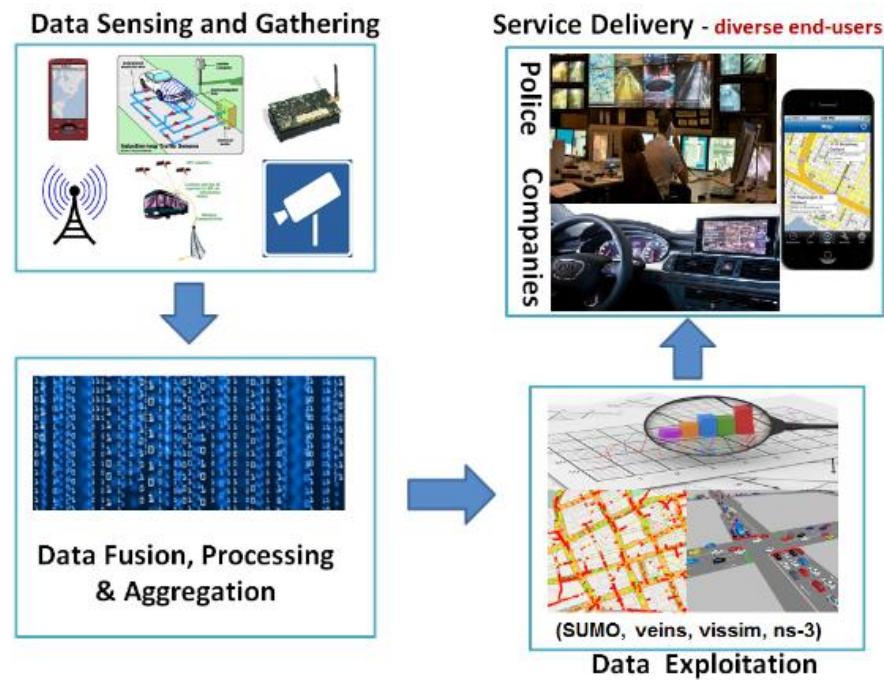 Data Sensing and Gathering
Service Delivery - diverse end-users
Police Companies
Data Fusion, Processing
& Aggregation
(SUMO, veins, vissim, ns-3)
Data Exploitation